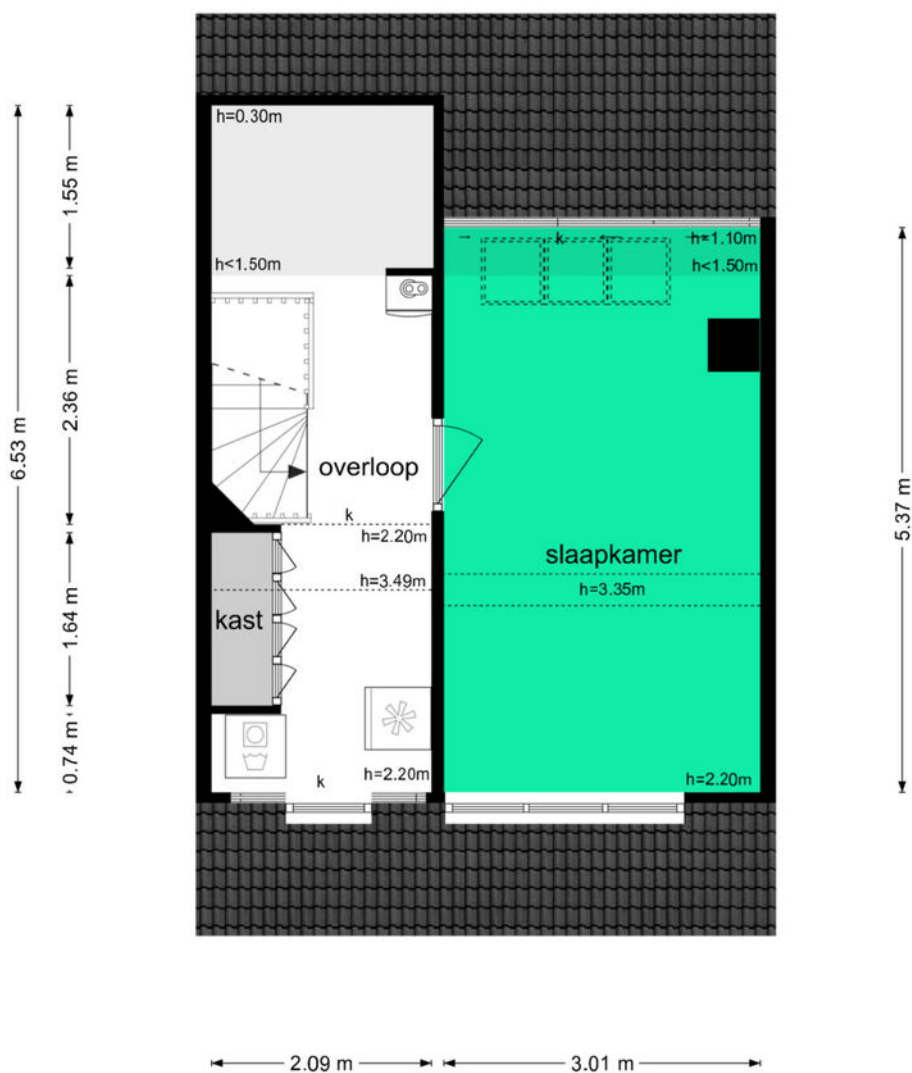 h=0.30m
1.55 m
h<1.50m
k
h=1.10m
h<1.50m
2.36 m
6.53 m
overloop
k
h=2.20m
5.37 m
slaapkamer
h=3.49m
h=3.35m
kast
1.64 m
0.74 m
k
h=2.20m
h=2.20m
2.09 m
3.01 m